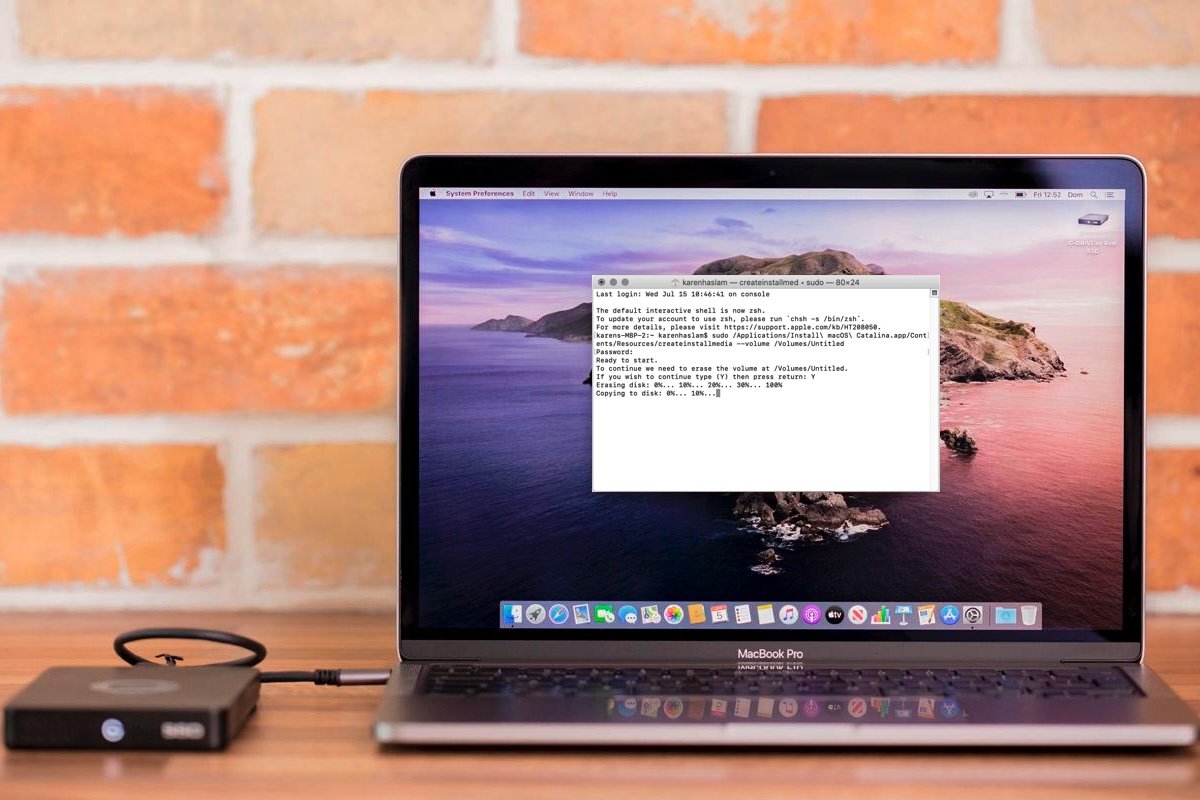 System Preferences Edit View Window Help Fri 12:52 Dom
karenhaslam — createinstallmed • sudo — 80×24
Last login: Wed Jul 15 10:46:41 on console
The default interactive shell is now zsh.
To update your account to use zsh, please run `chsh -s /bin/zsh`.
For more details, please visit https://support.apple.com/kb/HT208050.
karens-MBP-2:~ karenhaslam$ sudo /Applications/Install\ macOS\ Catalina.app/Cont
ents/Resources/createinstallmedia --volume /Volumes/Untitled
Password:
Ready to start.
To continue we need to erase the volume at /Volumes/Untitled.
If you wish to continue type (Y) then press return: Y
Erasing disk: 0%... 10%... 20%... 30%... 100%
Copying to disk: 0%... 10%...
5
tv
MacBook Pro